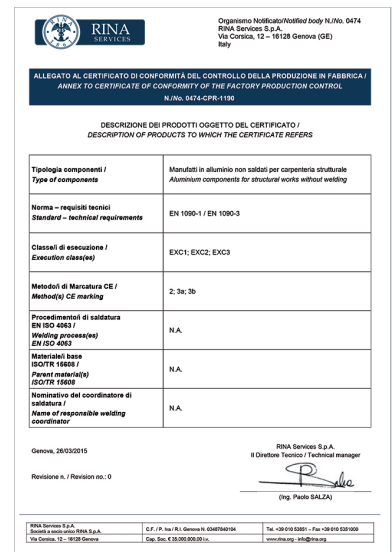 RINA
SERVICES
Organismo Notificato/Notified body N./No. 0474
RINA Services S.p.A.
Via Corsica, 12 – 16128 Genova (GE)
Italy
ALLEGATO AL CERTIFICATO DI CONFORMITÀ DEL CONTROLLO DELLA PRODUZIONE IN FABBRICA /
ANNEX TO CERTIFICATE OF CONFORMITY OF THE FACTORY PRODUCTION CONTROL
N./No. 0474-CPR-1190
DESCRIZIONE DEI PRODOTTI OGGETTO DEL CERTIFICATO /
DESCRIPTION OF PRODUCTS TO WHICH THE CERTIFICATE REFERS
Tipologia componenti /
Type of components
Manufatti in alluminio non saldati per carpenteria strutturale
Aluminium components for structural works without welding
Norma – requisiti tecnici
Standard – technical requirements
EN 1090-1 / EN 1090-3
Classe/i di esecuzione /
Execution class(es)
EXC1; EXC2; EXC3
Metodo/i di Marcatura CE /
Method(s) CE marking
2; 3a; 3b
Procedimento/i di saldatura
EN ISO 4063 /
Welding process(es)
EN ISO 4063
N.A.
Materiale/i base
ISO/TR 15608 /
Parent material(s)
ISO/TR 15608
N.A.
Nominativo del coordinatore di
saldatura /
Name of responsible welding
coordinator
N.A.
Genova, 26/03/2015
RINA Services S.p.A.
Il Direttore Tecnico / Technical manager
Revisione n. / Revision no.: 0
(Ing. Paolo SALZA)
RINA Services S.p.A.
Società a socio unico RINA S.p.A.
C.F. / P. Iva / R.I. Genova N. 03487840104
Tel. +39 010 53851 – Fax +39 010 5351000
Via Corsica, 12 – 16128 Genova
Cap. Soc. € 35.000.000,00 i.v.
www.rina.org - info@rina.org